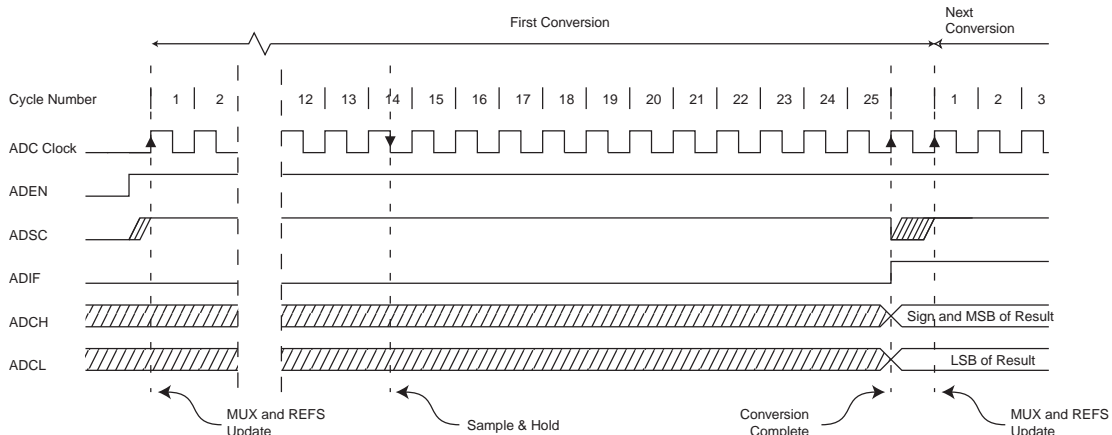 First Conversion
Next
Conversion
Cycle Number 1 2 12 13 14 15 16 17 18 19 20 21 22 23 24 25 1 2 3
ADC Clock
ADEN
ADSC
ADIF
ADCH Sign and MSB of Result
ADCL LSB of Result
MUX and REFS
Update
Sample & Hold
Conversion
Complete
MUX and REFS
Update